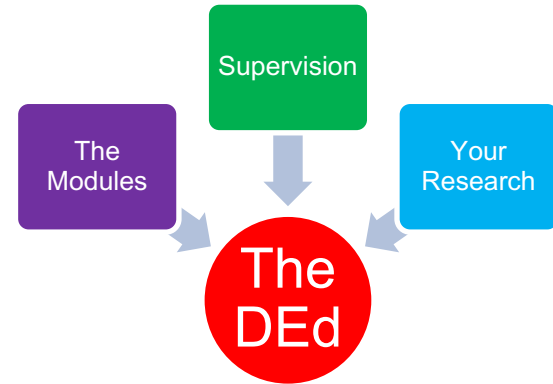 Supervision
The
Modules
Your
Research
The
DEd